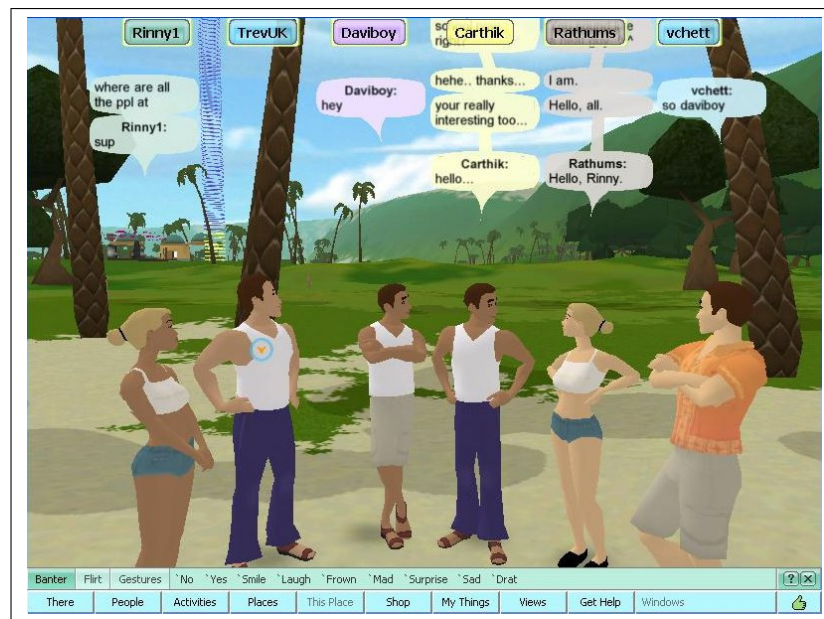 Rinny1
TrevUK
Daviboy
Carthik
Rathums
vchett
where are all
the ppl at
Rinny1:
sup
Daviboy:
hey
hehe.. thanks...
your really
interesting too...
Carthik:
hello...
I am.
Hello, all.
Rathums:
Hello, Rinny.
vchett:
so daviboy
Banter Flirt Gestures `No `Yes `Smile `Laugh `Frown `Mad `Surprise `Sad `Drat
There People Activities Places This Place Shop My Things Views Get Help Windows